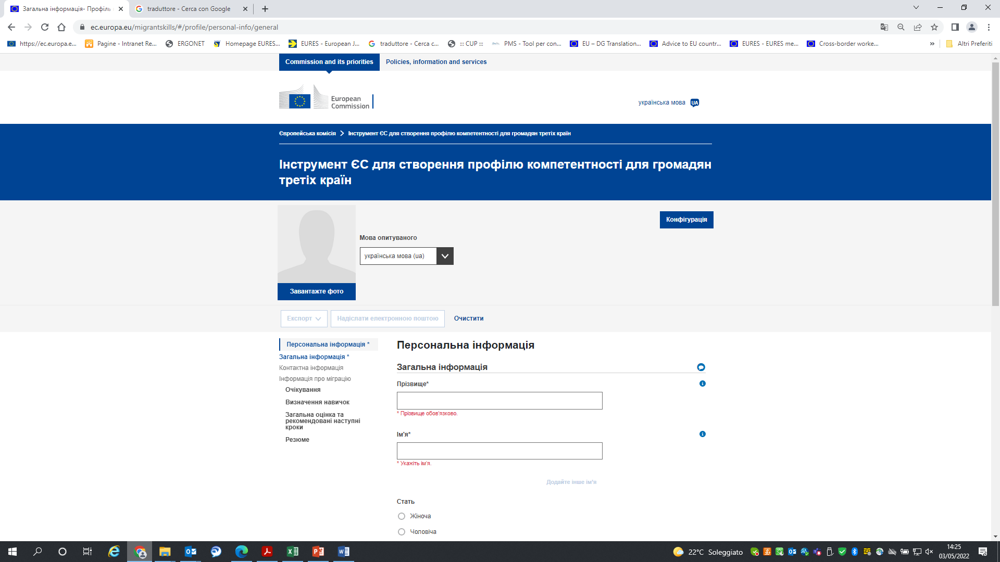 Загальна інформація- Профіль
traduttore - Cerca con Google
ec.europa.eu/migrantskills/#/profile/personal-info/general
https://ec.europa.e...
Pagine - Intranet Re...
ERGONET
Homepage EURES...
EURES - European J...
traduttore - Cerca c...
::: CUP :::
PMS - Tool per con...
EU – DG Translation...
Advice to EU countr...
EURES - EURES me...
Cross-border worke...
»
Altri Preferiti
Commission and its priorities
Policies, information and services
European
Commission
українська мова UA
Європейська комісія > Інструмент ЄС для створення профілю компетентності для громадян третіх країн
Інструмент ЄС для створення профілю компетентності для громадян
третіх країн
Конфігурація
Мова опитуваного
українська мова (ua)
Завантажте фото
Експорт
Надіслати електронною поштою
Очистити
Персональна інформація *
Загальна інформація *
Контактна інформація
Інформація про міграцію
Очікування
Визначення навичок
Загальна оцінка та
рекомендовані наступні
кроки
Резюме
Персональна інформація
Загальна інформація
Прізвище*
* Прізвище обов'язково.
Ім'я*
* Укажіть ім'я.
Додайте інше ім'я
Стать
Жіноча
Чоловіча
22°C Soleggiato
14:25
03/05/2022